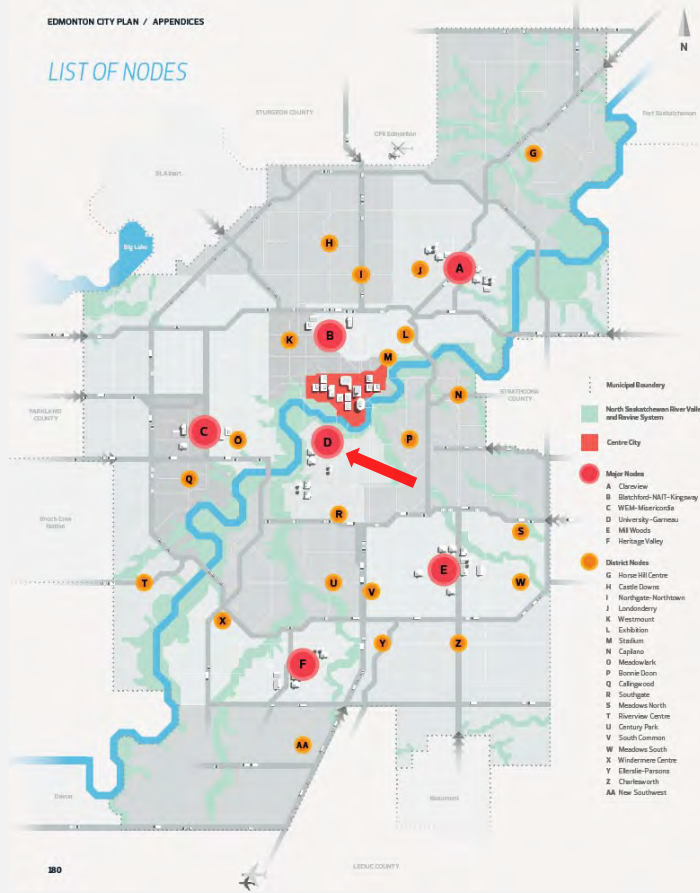 EDMONTON CITY PLAN / APPENDICES
LIST OF NODES
N
STURGEON COUNTY
CFB Edmonton
Fort Saskatchewan
St. Albert
Big Lake
G
H
I
J
A
B
K
L
M
N
STRATHCONA
COUNTY
PARKLAND
COUNTY
C
O
D
P
Q
Enoch Cree
Nation
R
S
E
T
U
V
W
X
Y
Z
F
AA
Devon
Beaumont
LEDUC COUNTY
Municipal Boundary
North Saskatchewan River Valle
and Ravine System
Centre City
Major Nodes
A Clareview
B Blatchford-NAIT-Kingsway
C WEM-Misericordia
D University-Garneau
E Mill Woods
F Heritage Valley
District Nodes
G Horse Hill Centre
H Castle Downs
I Northgate-Northtown
J Londonderry
K Westmount
L Exhibition
M Stadium
N Capilano
O Meadowlark
P Bonnie Doon
Q Callingwood
R Southgate
S Meadows North
T Riverview Centre
U Century Park
V South Common
W Meadows South
X Windermere Centre
Y Ellerslie-Parsons
Z Charlesworth
AA New Southwest
180